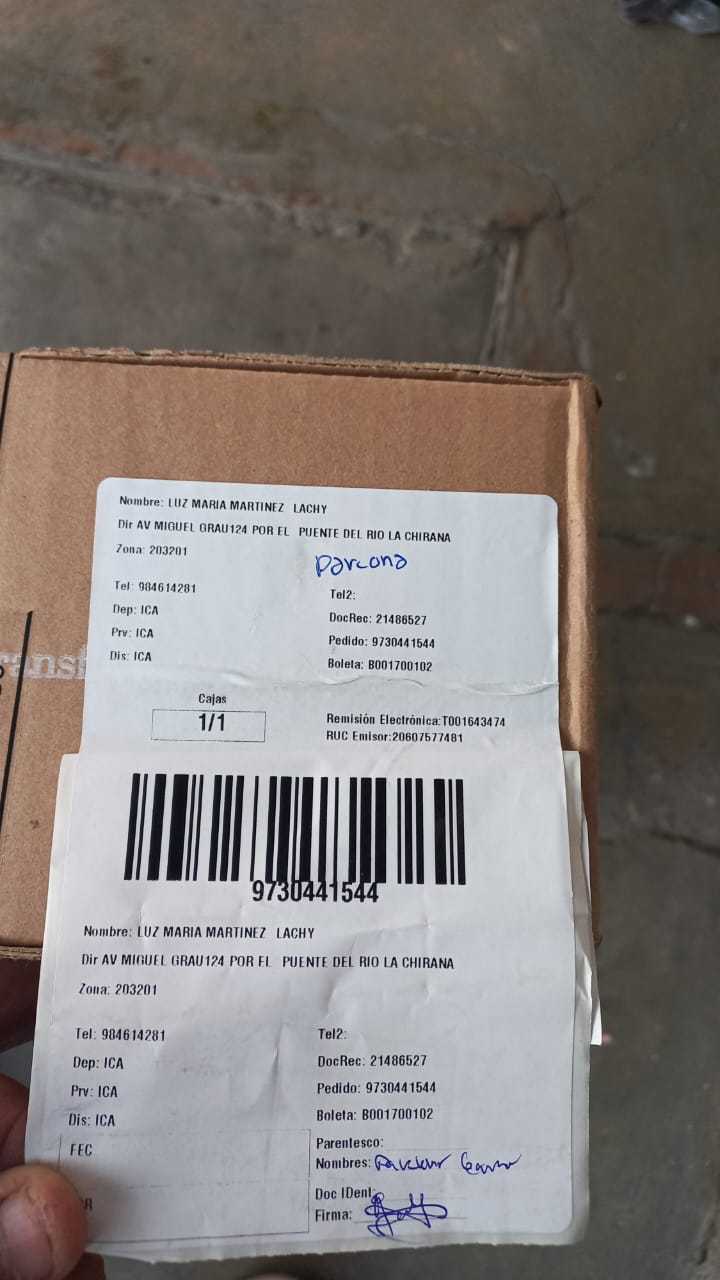 Nombre: LUZ MARIA MARTINEZ LACHY
Dir AV MIGUEL GRAU124 POR EL PUENTE DEL RIO LA CHIRANA
Zona: 203201
Parcona
Tel: 984614281
Tel2:
Dep: ICA
DocRec: 21486527
Prv: ICA
Pedido: 9730441544
Dis: ICA
Boleta: B001700102
Cajas
1/1
Remisión Electrónica:T001643474
RUC Emisor:20607577481
9730441544
Nombre: LUZ MARIA MARTINEZ LACHY
Dir AV MIGUEL GRAU124 POR EL PUENTE DEL RIO LA CHIRANA
Zona: 203201
Tel: 984614281
Tel2:
Dep: ICA
DocRec: 21486527
Prv: ICA
Pedido: 9730441544
Dis: ICA
Boleta: B001700102
FEC
Parentesco:
Nombres:
Doc IDent:
Firma: